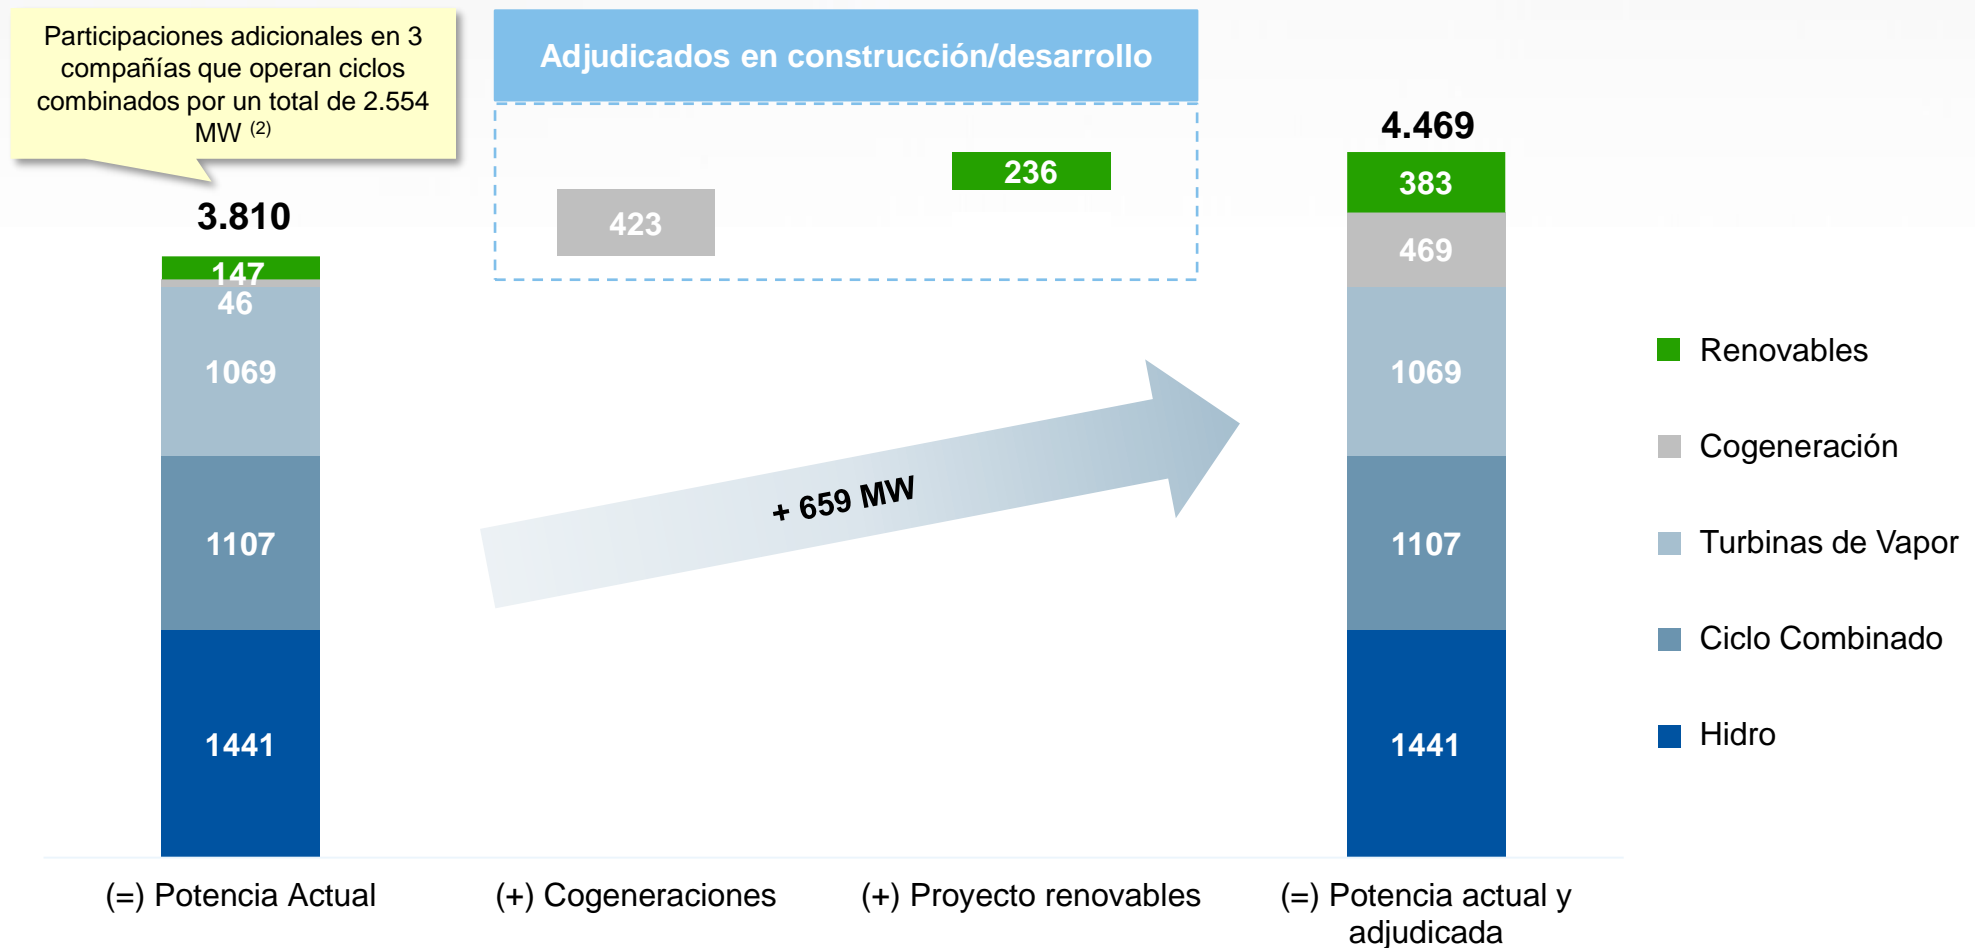 Participaciones adicionales en 3
compañías que operan ciclos
combinados por un total de 2.554
MW (2)
Adjudicados en construcción/desarrollo
3.810
147
46
1069
1107
1441
423
236
+ 659 MW
4.469
383
469
1069
1107
1441
Renovables
Cogeneración
Turbinas de Vapor
Ciclo Combinado
Hidro
(=) Potencia Actual
(+) Cogeneraciones
(+) Proyecto renovables
(=) Potencia actual y
adjudicada